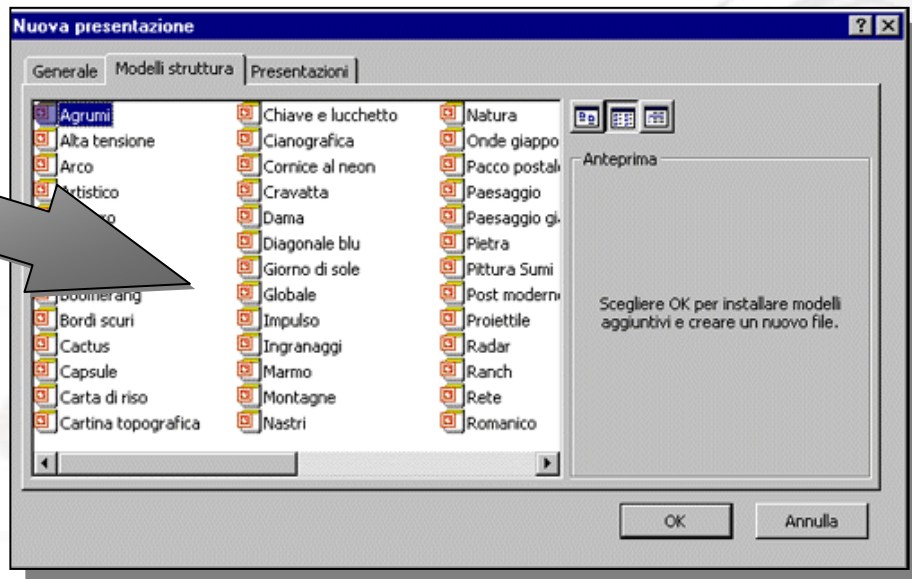 Nuova presentazione
Generale
Modelli struttura
Presentazioni
Agrumi
Alta tensione
Arco
Artistico
Boomerang
Bordi scuri
Cactus
Capsule
Carta di riso
Cartina topografica
Chiave e lucchetto
Cianografica
Cornice al neon
Cravatta
Dama
Diagonale blu
Giorno di sole
Globale
Impulso
Ingranaggi
Marmo
Montagne
Nastri
Natura
Onde giappo
Pacco postal
Paesaggio
Paesaggio gi
Pietra
Pittura Sumi
Post modern
Proiettile
Radar
Ranch
Rete
Romanico
Anteprima
Scegliere OK per installare modelli
aggiuntivi e creare un nuovo file.
OK
Annulla